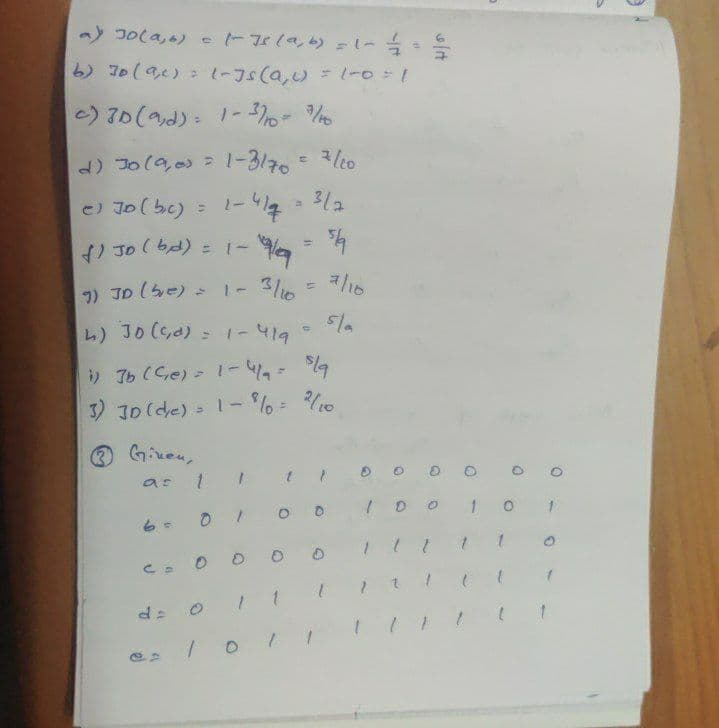 a) JD(a,b) = 1-JS(a,b) = 1-1/7 = 6/7
b) JD(a,c) = 1-JS(a,c) = 1-0 = 1
c) JD(a,d) = 1-3/10 = 7/10
d) JD(a,e) = 1-3/10 = 7/10
e) JD(b,c) = 1-4/7 = 3/7
f) JD(b,d) = 1- /9 = 5/9
g) JD(b,e) = 1-3/10 = 7/10
h) JD(c,d) = 1-4/9 = 5/9
i) JD(c,e) = 1-4/9 = 5/9
J) JD(d,e) = 1-8/10 = 2/10
③ Given,
a = 1 1 1 1 0 0 0 0 0 0
b = 0 1 0 0 1 0 0 1 0 1
c = 0 0 0 0 1 1 1 1 1 0
d = 0 1 1 1 1 1 1 1 1 1
e = 1 0 1 1 1 1 1 1 1 1